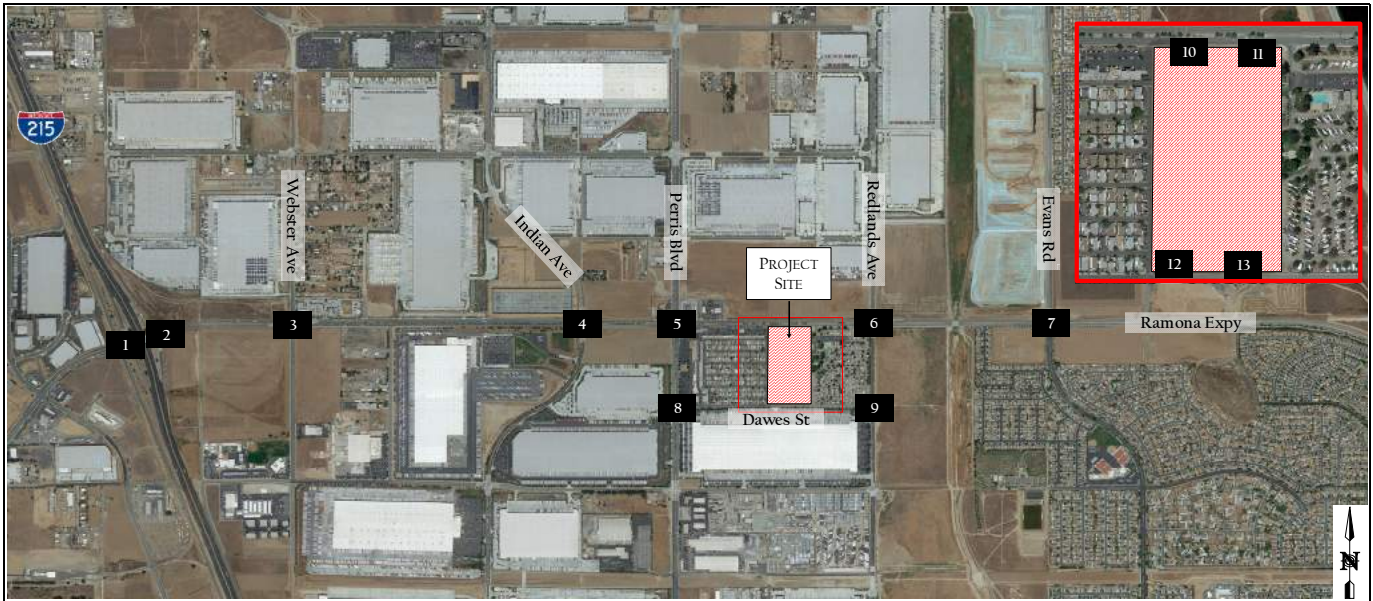 10
11
215
Webster Ave
Indian Ave
Perris Blvd
Redlands Ave
Evans Rd
PROJECT
SITE
12
13
1
2
3
4
5
6
7
Ramona Expy
8
9
Dawes St
N